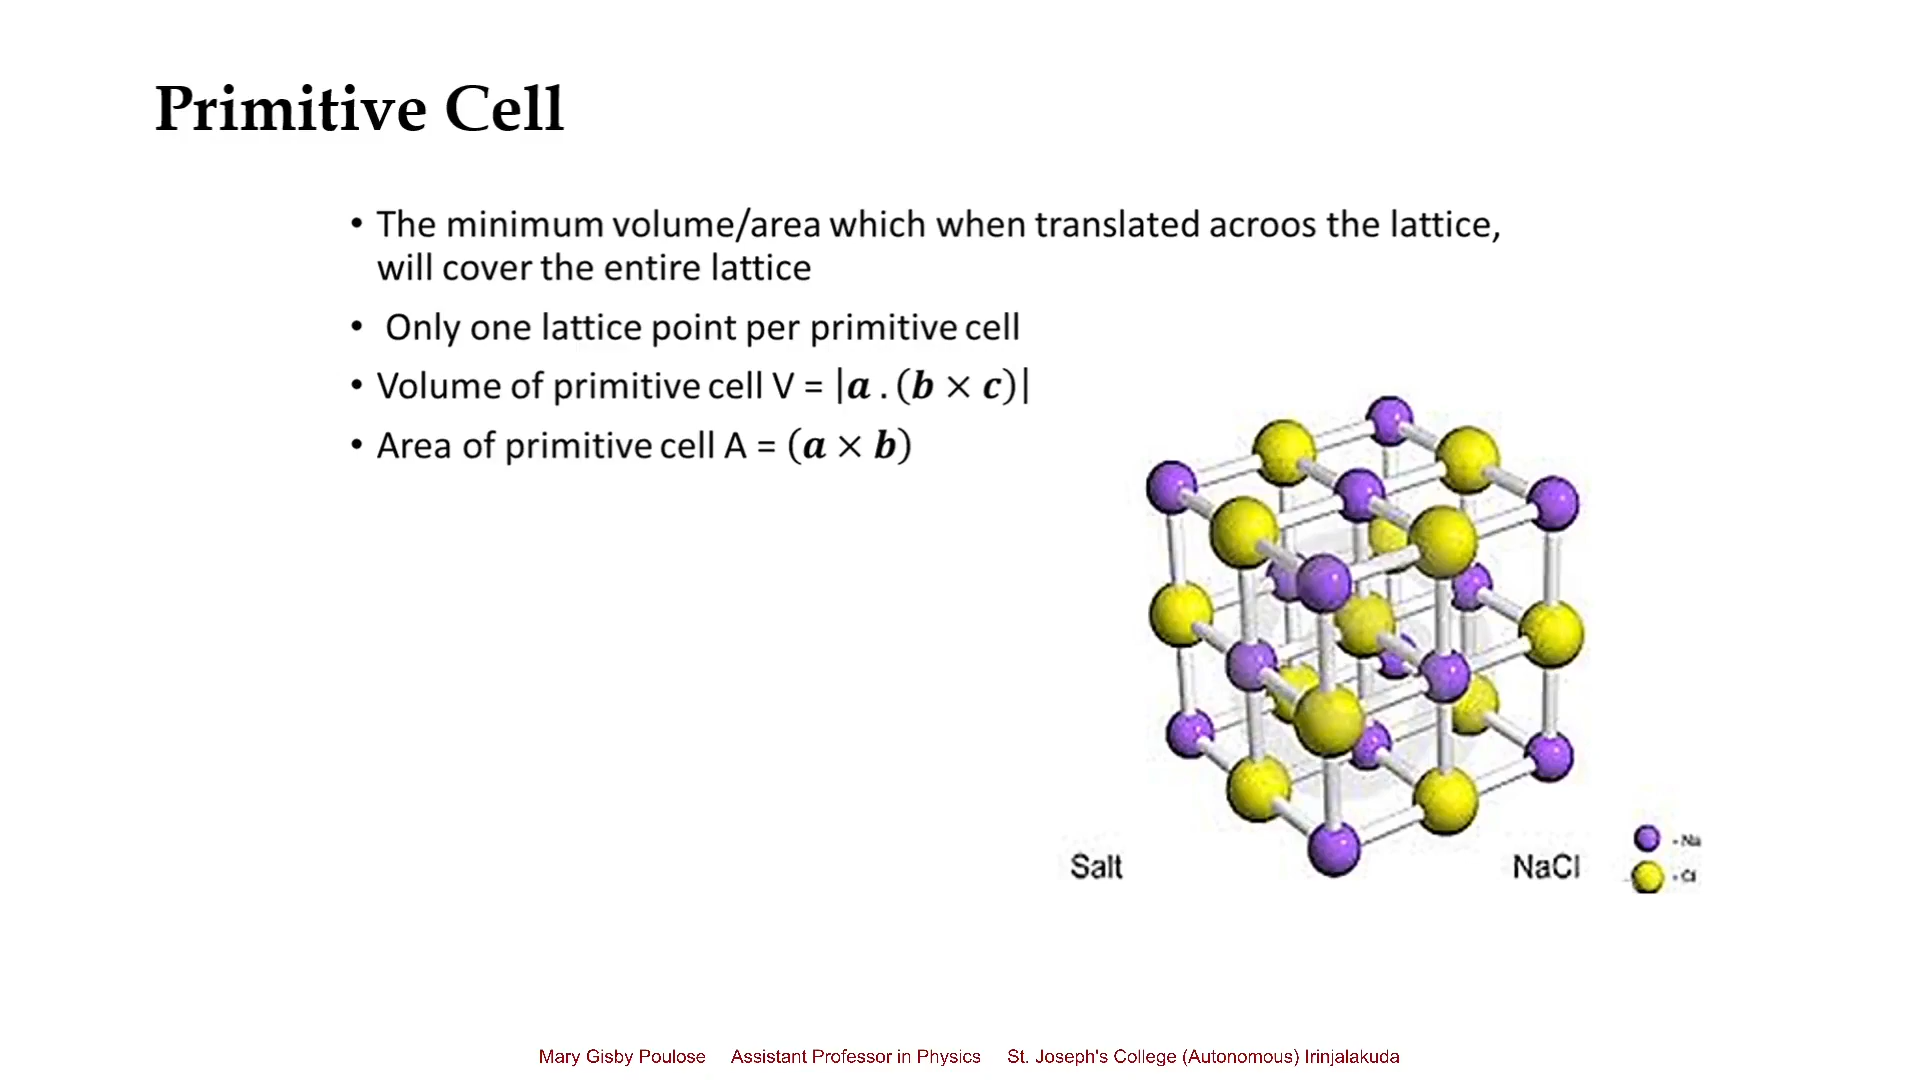 Primitive Cell
• The minimum volume/area which when translated acroos the lattice,
will cover the entire lattice
• Only one lattice point per primitive cell
• Volume of primitive cell V = |a . (b × c)|
• Area of primitive cell A = (a × b)
Salt
NaCl
- Na
- Cl
Mary Gisby Poulose Assistant Professor in Physics St. Joseph's College (Autonomous) Irinjalakuda